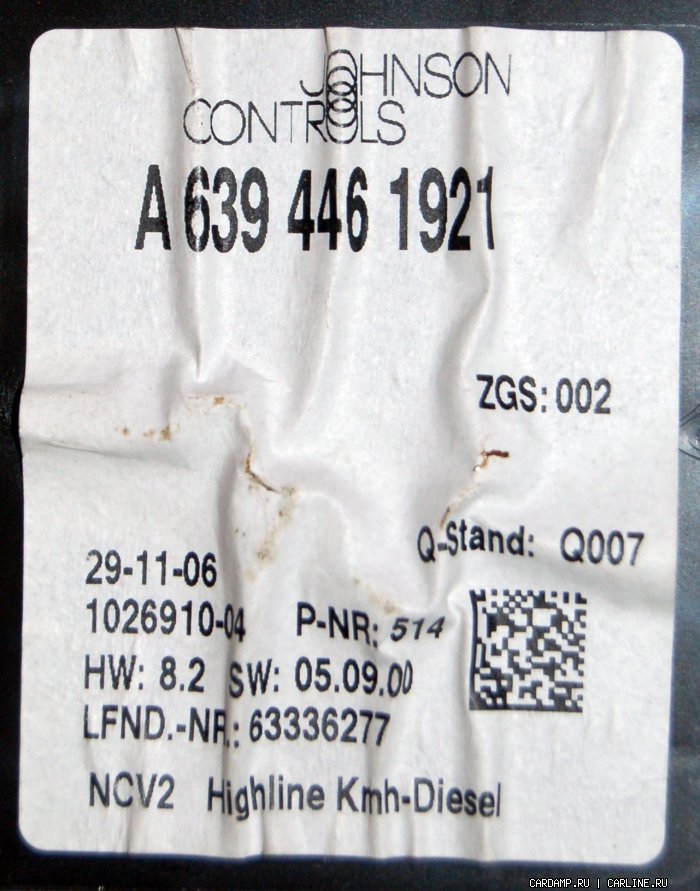 JOHNSON
CONTROLS
A 639 446 1921
ZGS: 002
Q-Stand: Q007
29-11-06
1026910-04 P-NR: 514
HW: 8.2 SW: 05.09.00
LFND.-NR.: 63336277
NCV2 Highline Kmh-Diesel
CARDAMP.RU | CARLINE.RU